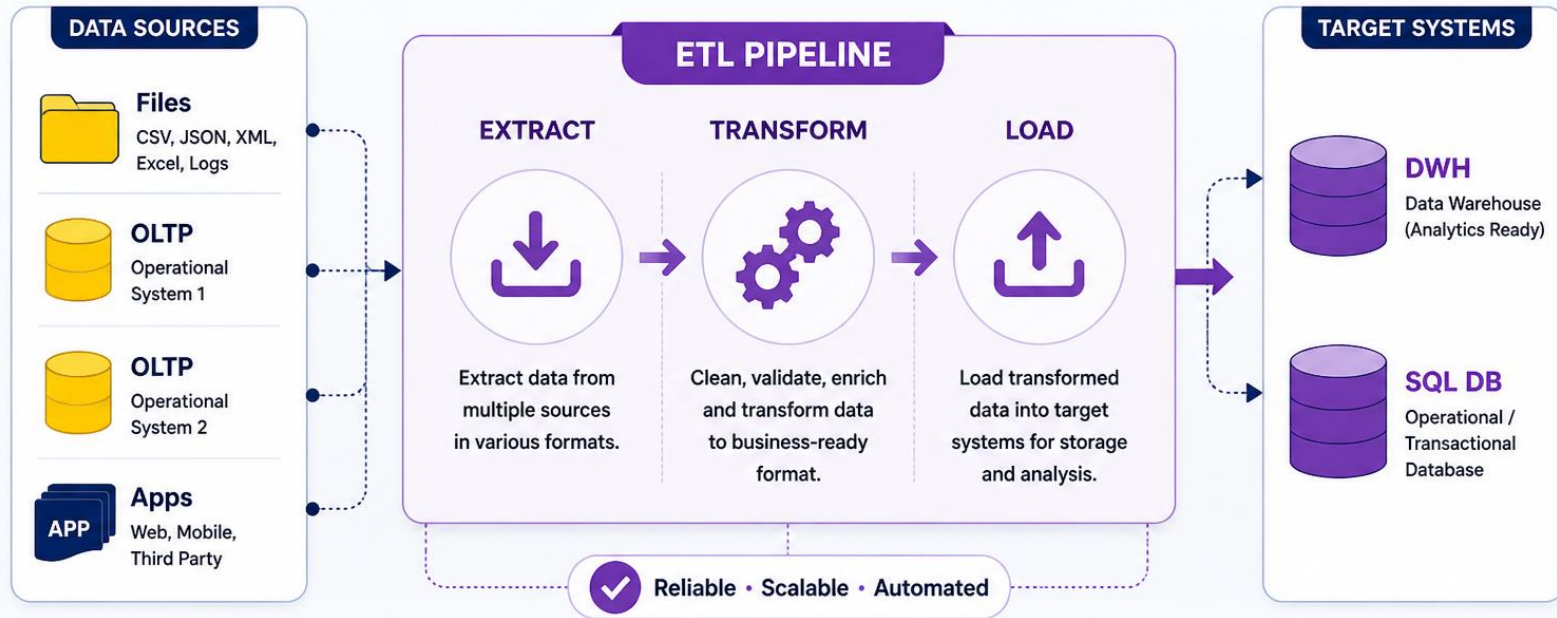 DATA SOURCES
Files
CSV, JSON, XML,
Excel, Logs
OLTP
Operational
System 1
OLTP
Operational
System 2
APP
Apps
Web, Mobile,
Third Party
ETL PIPELINE
EXTRACT
Extract data from
multiple sources
in various formats.
TRANSFORM
Clean, validate, enrich
and transform data
to business-ready
format.
LOAD
Load transformed
data into target
systems for storage
and analysis.
Reliable • Scalable • Automated
TARGET SYSTEMS
DWH
Data Warehouse
(Analytics Ready)
SQL DB
Operational /
Transactional
Database